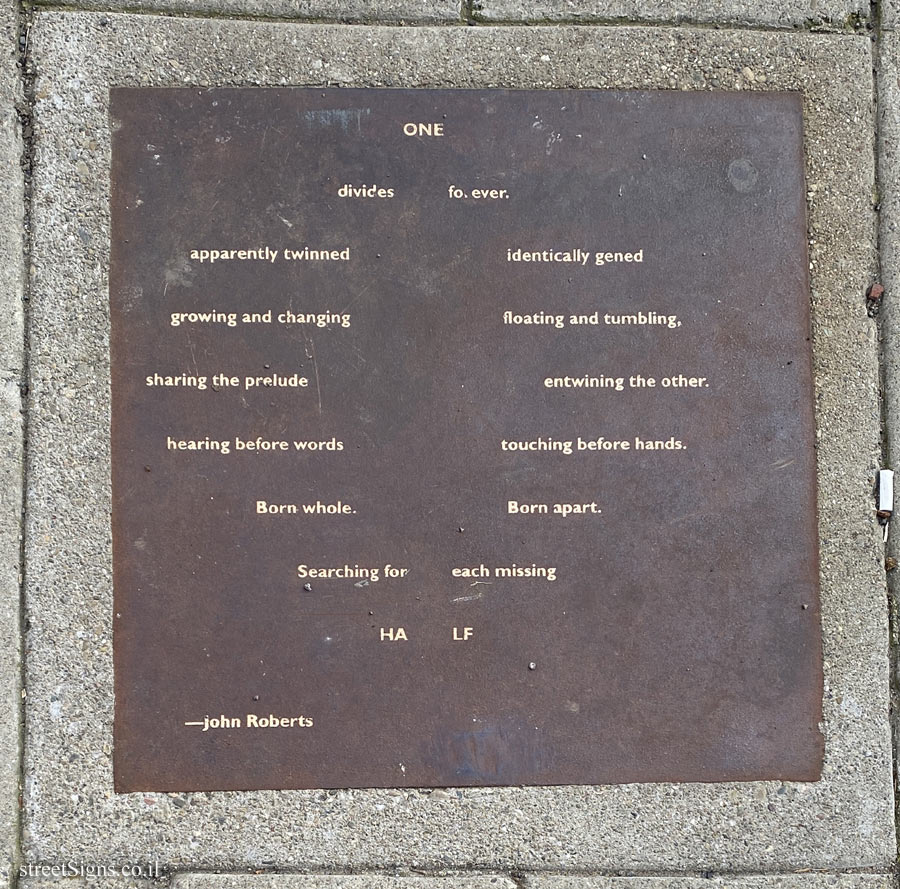 ONE
divides forever.
apparently twinned identically gened
growing and changing floating and tumbling,
sharing the prelude entwining the other.
hearing before words touching before hands.
Born whole. Born apart.
Searching for each missing
HA LF
—john Roberts
streetSigns.co.il